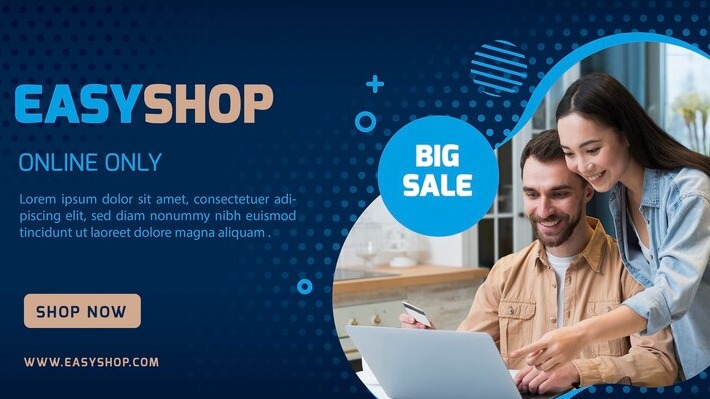 EASYSHOP
ONLINE ONLY
Lorem ipsum dolor sit amet, consectetuer adi-
piscing elit, sed diam nonummy nibh euismod
tincidunt ut laoreet dolore magna aliquam .
SHOP NOW
WWW.EASYSHOP.COM
BIG
SALE